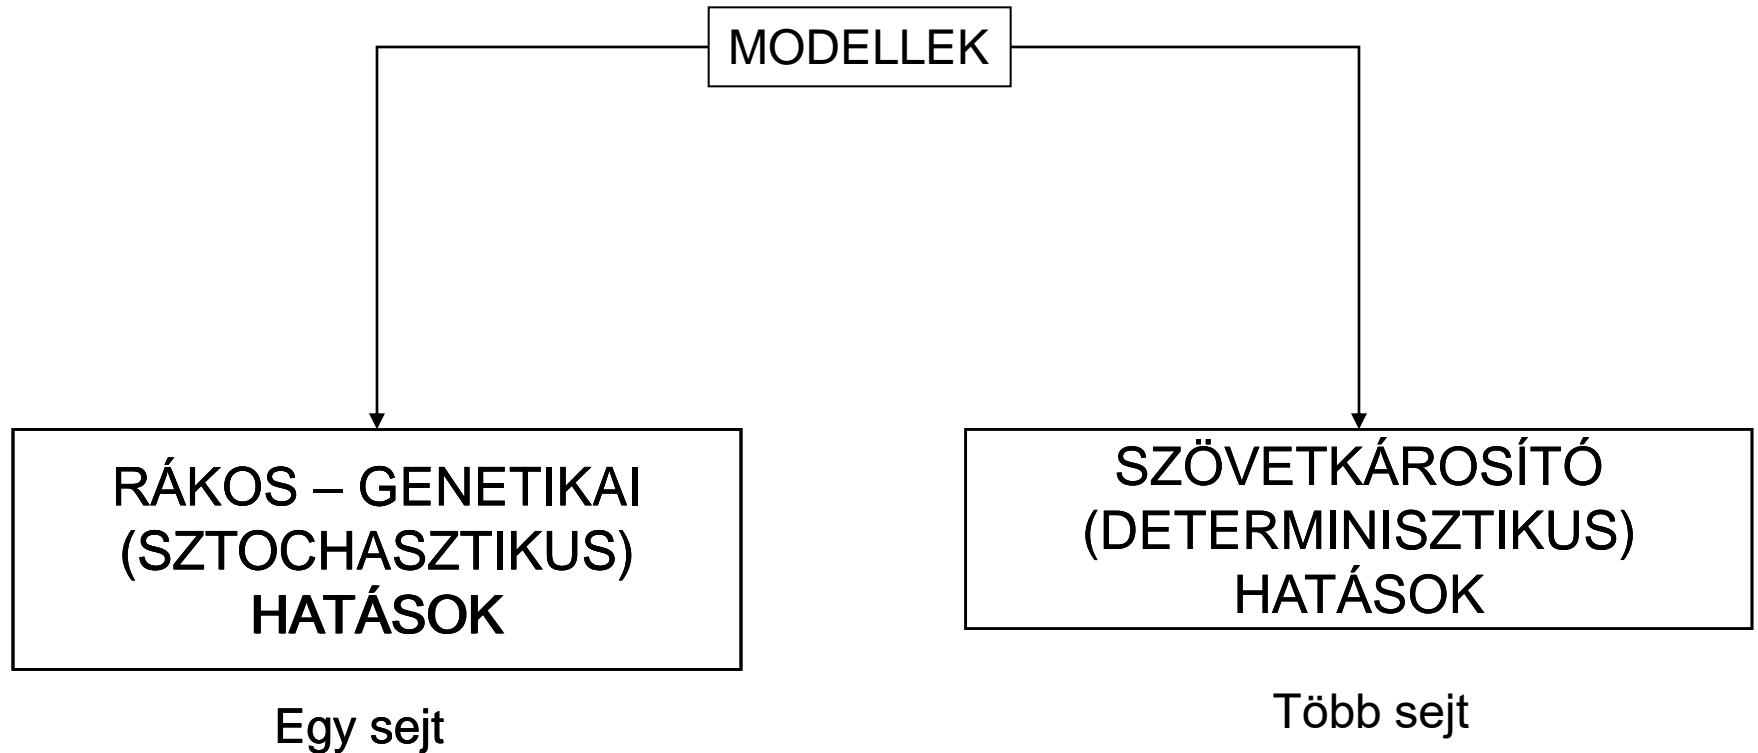 MODELLEK
RÁKOS – GENETIKAI
(SZTOCHASZTIKUS)
HATÁSOK
Egy sejt
SZÖVETKÁROSÍTÓ
(DETERMINISZTIKUS)
HATÁSOK
Több sejt